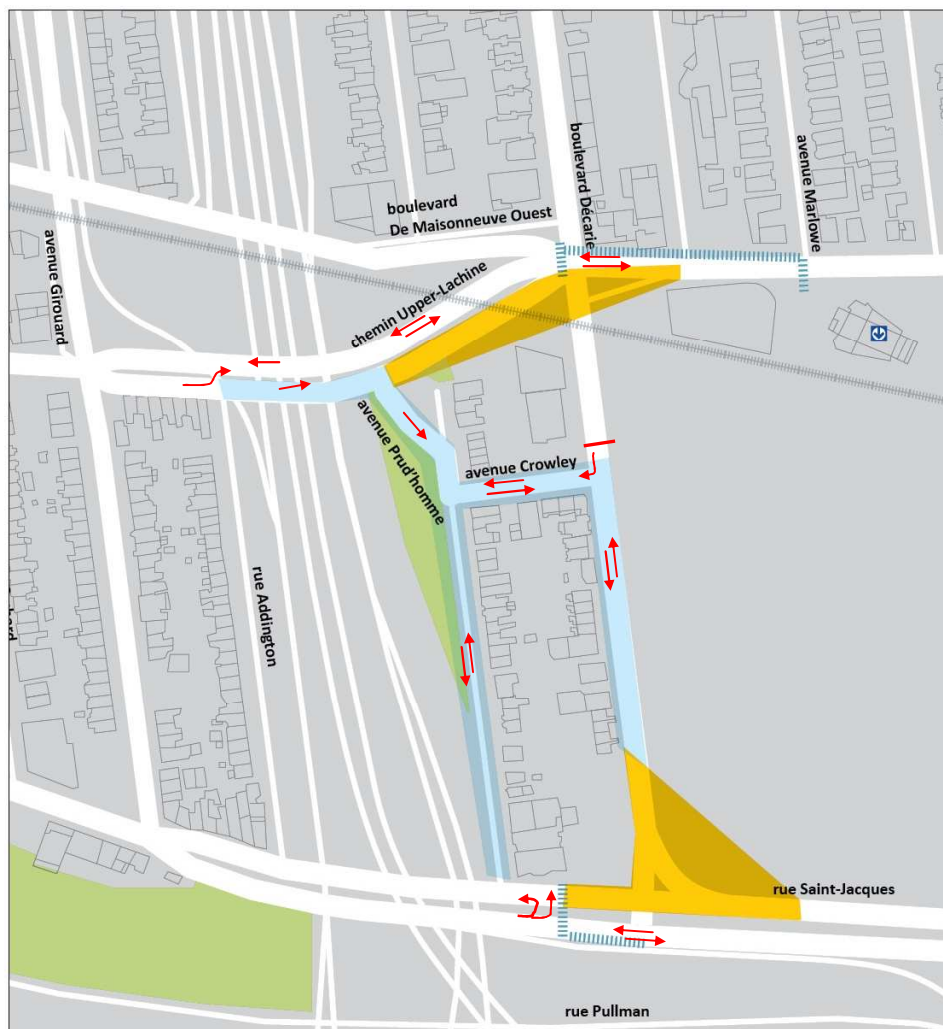 boulevard
De Maisonneuve Ouest
boulevard Décarie
avenue Marlowe
avenue Girouard
chemin Upper-Lachine
avenue Prud'homme
avenue Crowley
rue Addington
rue Saint-Jacques
rue Pullman